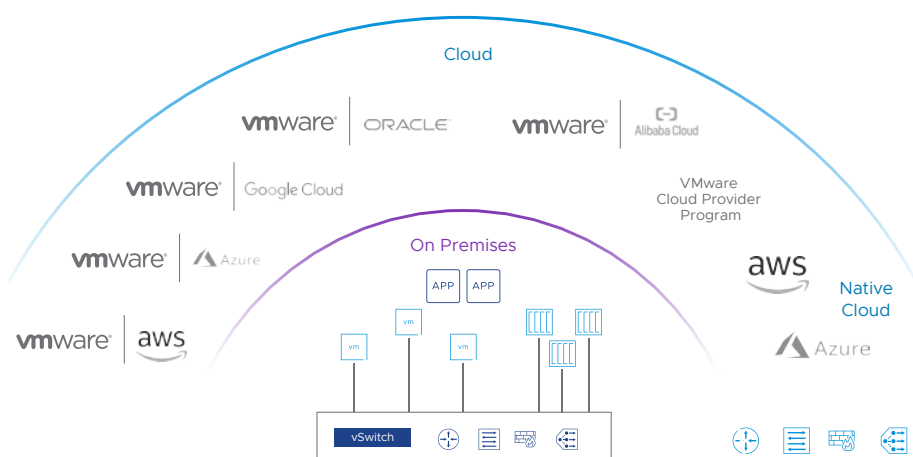 Cloud
vmware® ORACLE®
vmware® Alibaba Cloud
vmware® Google Cloud
VMware
Cloud Provider
Program
On Premises
vmware® Azure
aws
APP APP
Native
Cloud
vm
vmware® aws
vm vm
Azure
vSwitch